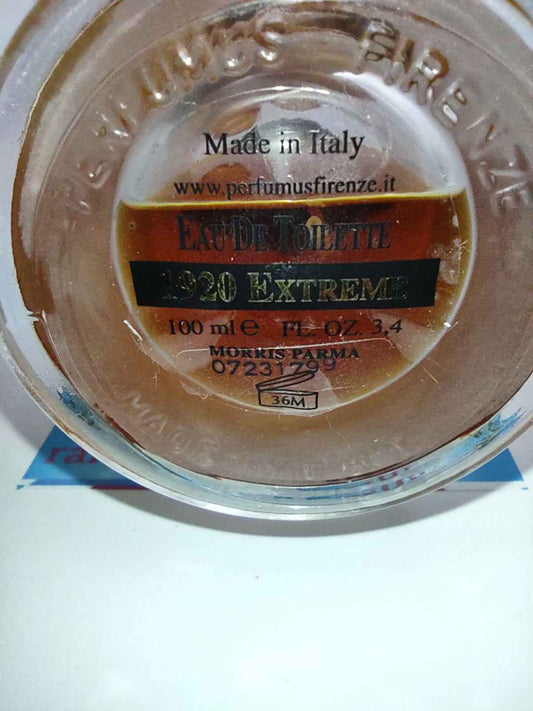 PERFUMUS FIRENZE
Made in Italy
www.perfumusfirenze.it
EAU DE TOILETTE
1920 EXTREME
100 ml ℮ FL. OZ. 3,4
MORRIS PARMA
07231799
36M
MADE